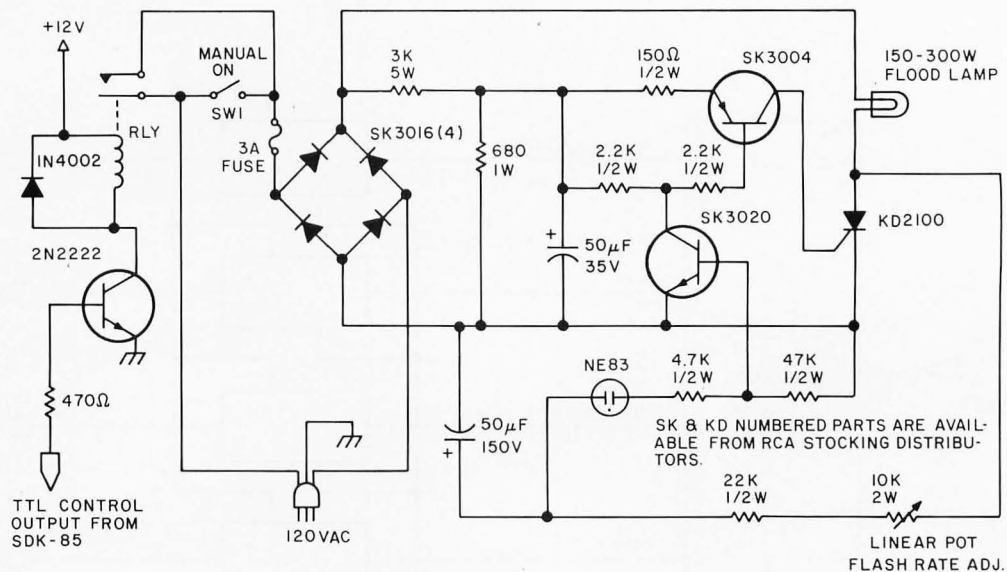 +12V
MANUAL
ON
SW1
RLY
1N4002
2N2222
470Ω
TTL CONTROL
OUTPUT FROM
SDK-85
3A
FUSE
SK3016(4)
120VAC
3K
5W
680
1W
150Ω
1/2W
SK3004
2.2K
1/2W
2.2K
1/2W
SK3020
+
50µF
35V
150-300W
FLOOD LAMP
KD2100
NE83
4.7K
1/2W
47K
1/2W
50µF
150V
+
SK & KD NUMBERED PARTS ARE AVAIL-
ABLE FROM RCA STOCKING DISTRIBU-
TORS.
22K
1/2W
10K
2W
LINEAR POT
FLASH RATE ADJ.